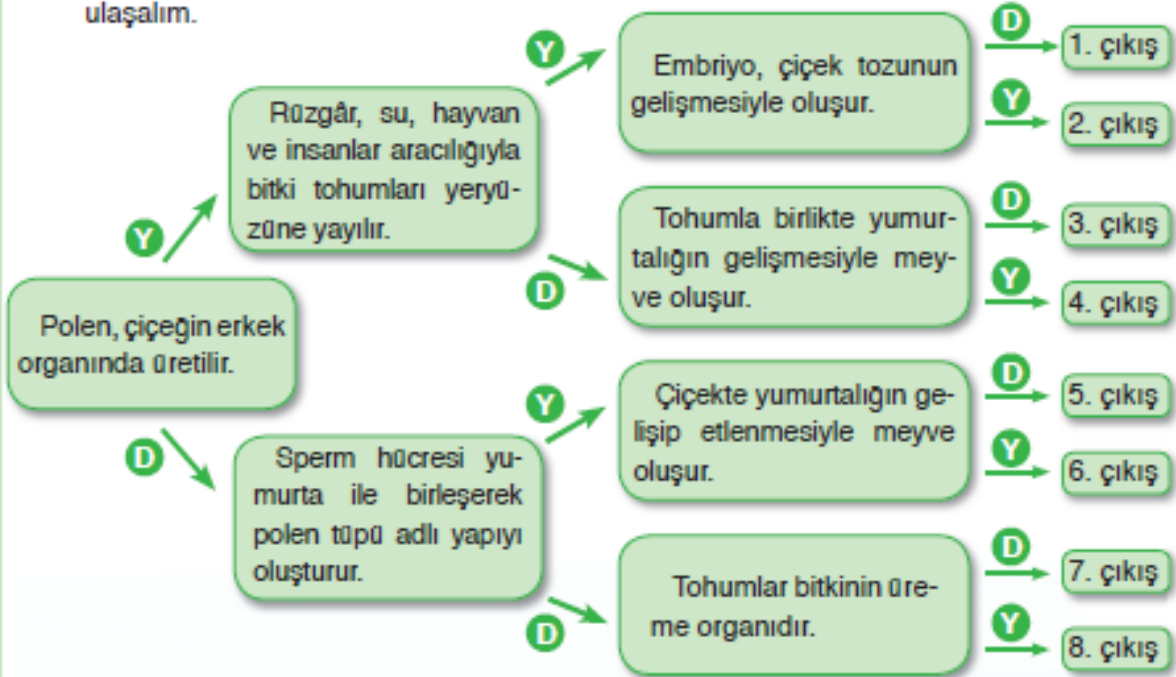 ulaşalım.
Polen, çiçeğin erkek
organında üretilir.
Y
D
Rüzgâr, su, hayvan
ve insanlar aracılığıyla
bitki tohumları yeryü-
züne yayılır.
Y
D
Sperm hücresi yu-
murta ile birleşerek
polen tüpü adlı yapıyı
oluşturur.
Y
D
Embriyo, çiçek tozunun
gelişmesiyle oluşur.
D
1. çıkış
Y
2. çıkış
Tohumla birlikte yumur-
talığın gelişmesiyle mey-
ve oluşur.
D
3. çıkış
Y
4. çıkış
Çiçekte yumurtalığın ge-
lişip etlenmesiyle meyve
oluşur.
D
5. çıkış
Y
6. çıkış
Tohumlar bitkinin üre-
me organıdır.
D
7. çıkış
Y
8. çıkış